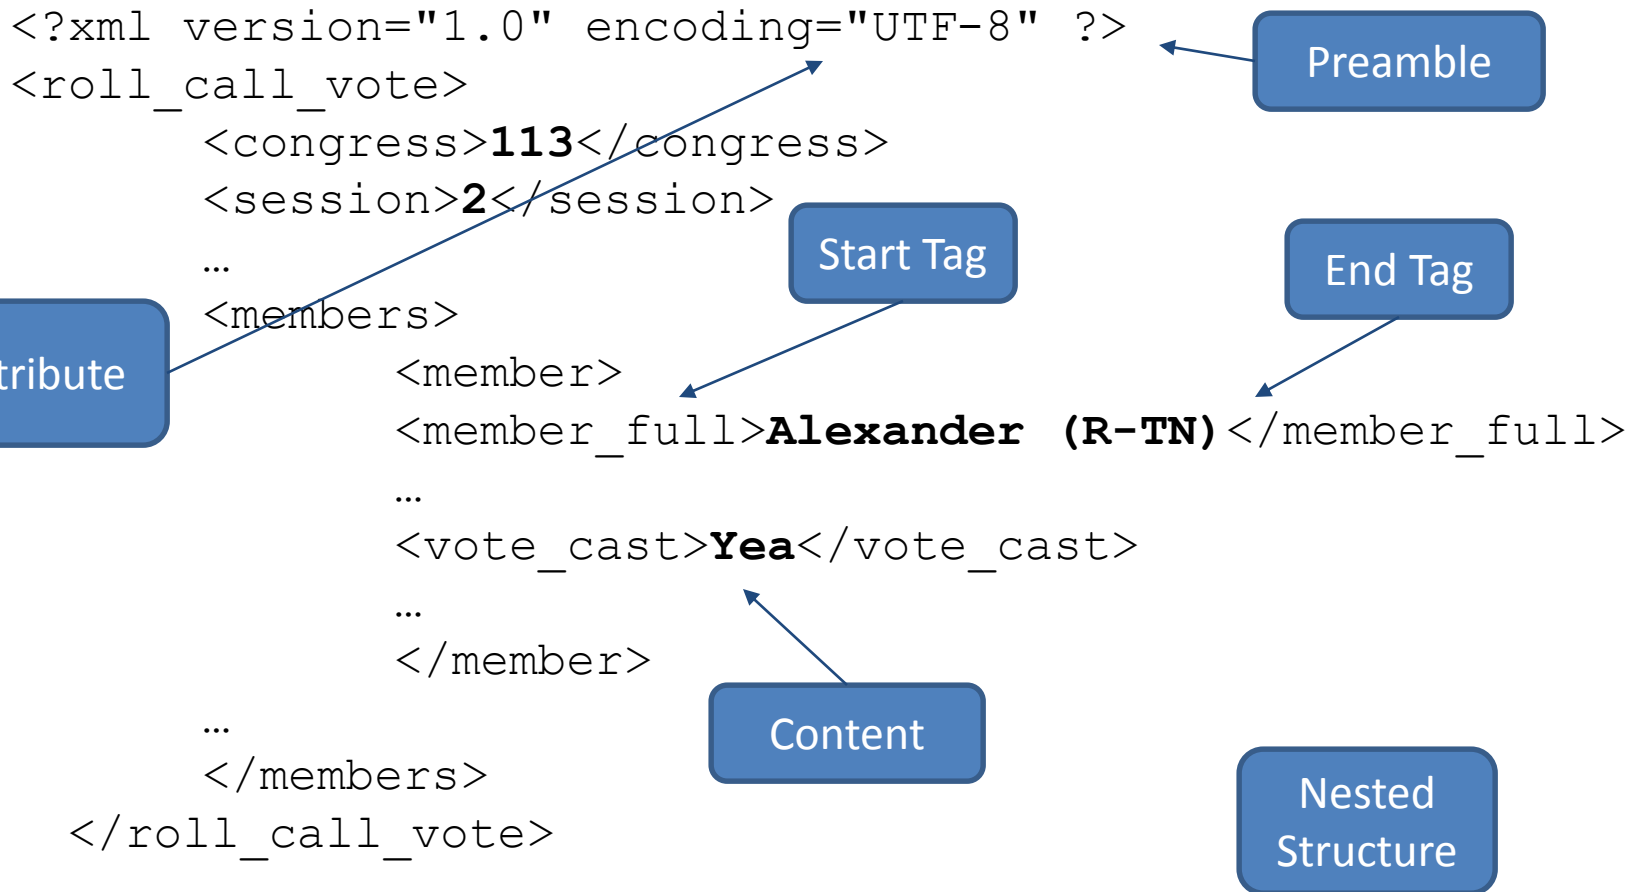 <?xml version="1.0" encoding="UTF-8" ?>
Preamble
<roll_call_vote>
<congress>113</congress>
<session>2</session>
Start Tag
End Tag
…
<members>
tribute
<member>
<member_full>Alexander (R-TN)</member_full>
…
<vote_cast>Yea</vote_cast>
…
</member>
Content
…
</members>
Nested
Structure
</roll_call_vote>